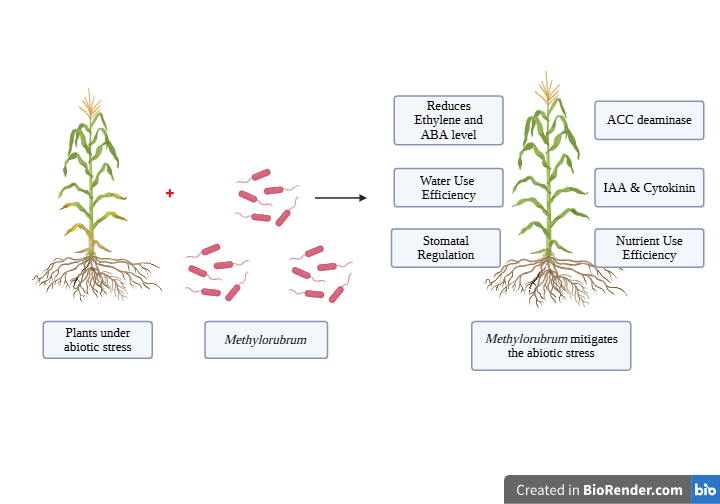 Reduces
Ethylene and
ABA level
ACC deaminase
Water Use
Efficiency
IAA & Cytokinin
Stomatal
Regulation
Nutrient Use
Efficiency
+
Plants under
abiotic stress
Methylorubrum
Methylorubrum mitigates
the abiotic stress
Created in BioRender.com bio